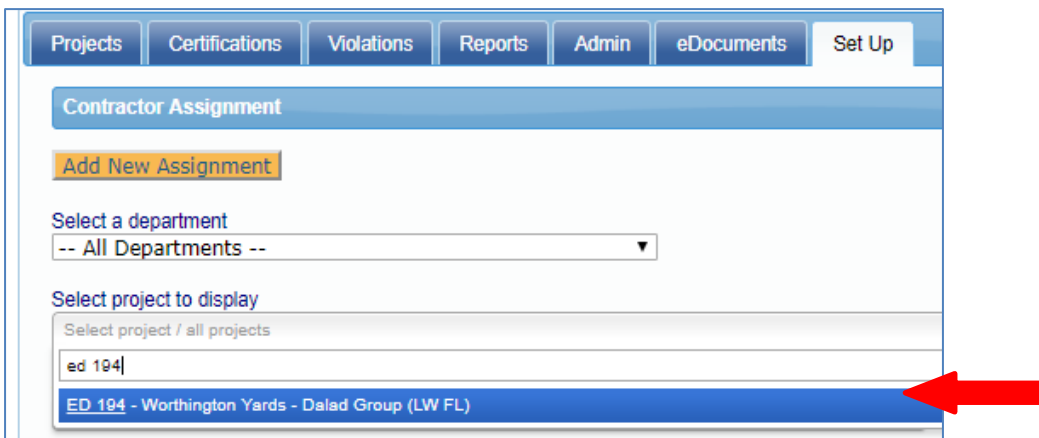 Projects Certifications Violations Reports Admin eDocuments Set Up
Contractor Assignment
Add New Assignment
Select a department
-- All Departments --
Select project to display
Select project / all projects
ed 194
ED 194 - Worthington Yards - Dalad Group (LW FL)